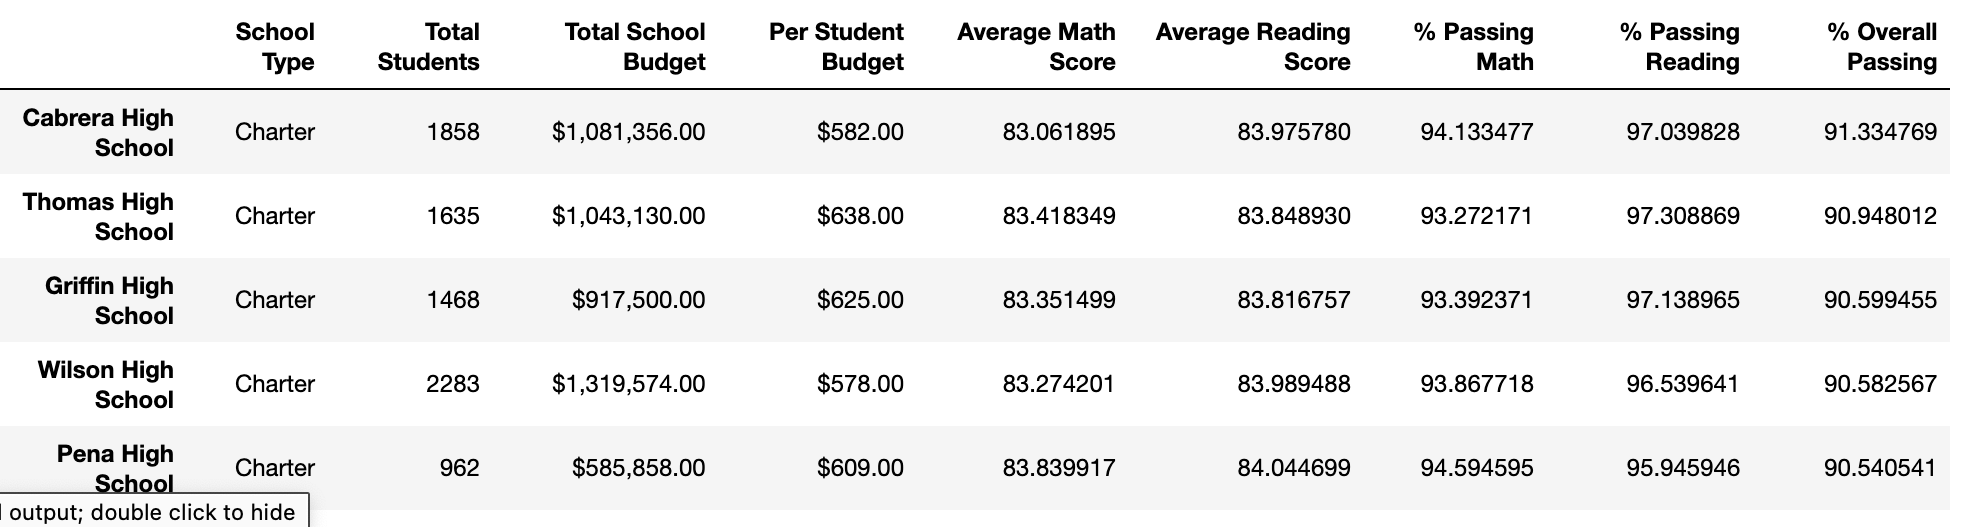 School Type Total Students Total School Budget Per Student Budget Average Math Score Average Reading Score % Passing Math % Passing Reading % Overall Passing
Cabrera High School Charter 1858 $1,081,356.00 $582.00 83.061895 83.975780 94.133477 97.039828 91.334769
Thomas High School Charter 1635 $1,043,130.00 $638.00 83.418349 83.848930 93.272171 97.308869 90.948012
Griffin High School Charter 1468 $917,500.00 $625.00 83.351499 83.816757 93.392371 97.138965 90.599455
Wilson High School Charter 2283 $1,319,574.00 $578.00 83.274201 83.989488 93.867718 96.539641 90.582567
Pena High School Charter 962 $585,858.00 $609.00 83.839917 84.044699 94.594595 95.945946 90.540541
output; double click to hide